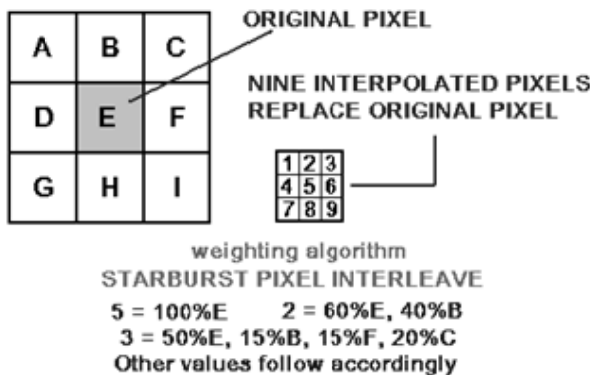 ORIGINAL PIXEL
A B C
D E F
G H I
NINE INTERPOLATED PIXELS
REPLACE ORIGINAL PIXEL
1 2 3
4 5 6
7 8 9
weighting algorithm
STARBURST PIXEL INTERLEAVE
5 = 100%E 2 = 60%E, 40%B
3 = 50%E, 15%B, 15%F, 20%C
Other values follow accordingly